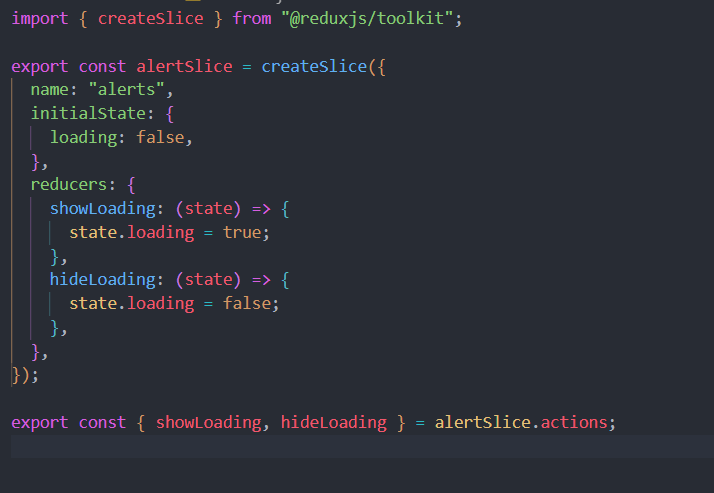 import { createSlice } from "@reduxjs/toolkit";
export const alertSlice = createSlice({
name: "alerts",
initialState: {
loading: false,
},
reducers: {
showLoading: (state) => {
state.loading = true;
},
hideLoading: (state) => {
state.loading = false;
},
},
});
export const { showLoading, hideLoading } = alertSlice.actions;